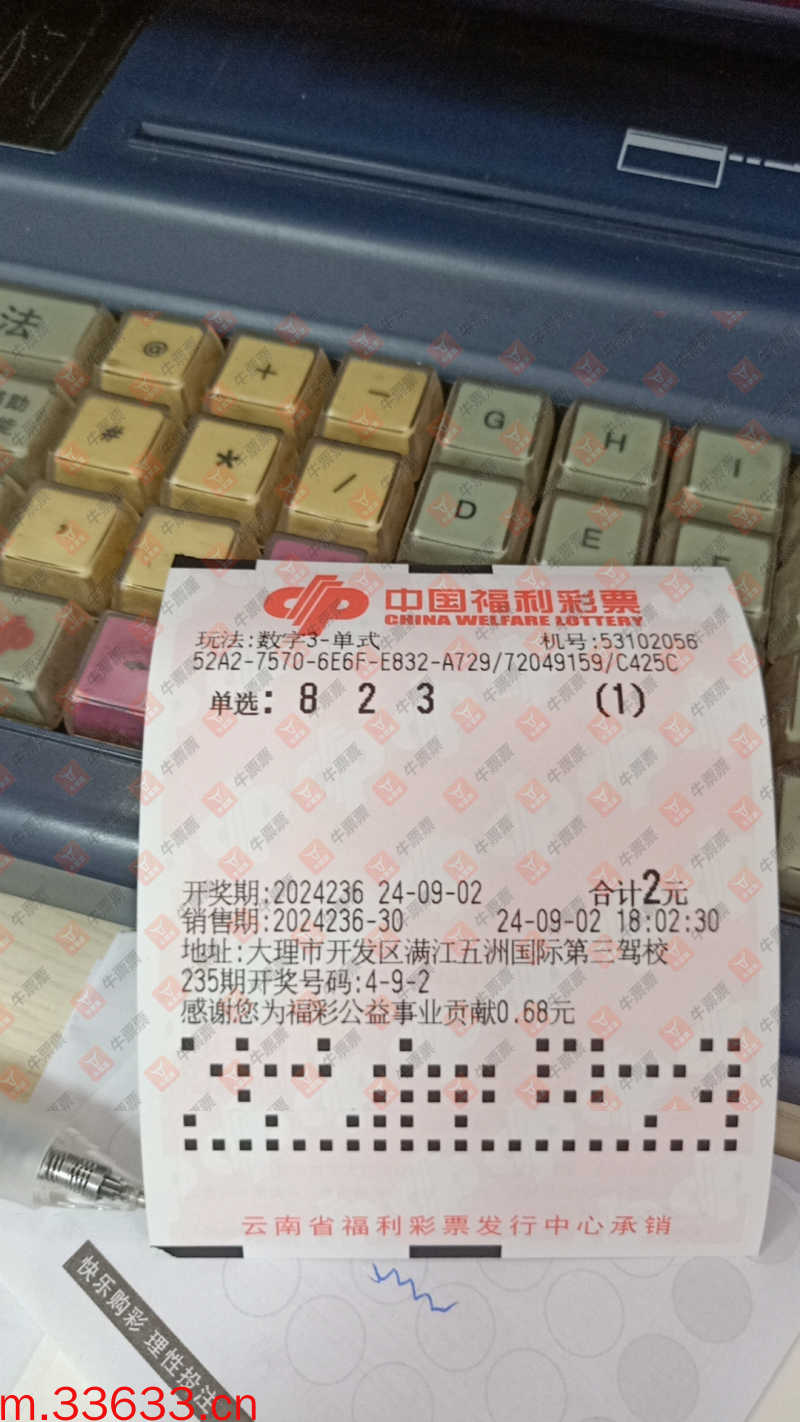 法
@
+
-
G
H
I
助
能
#
*
/
D
E
F
,
中国福利彩票
CHINA WELFARE LOTTERY
玩法:数字3-单式 机号:53102056
52A2-7570-6E6F-E832-A729/72049159/C425C
单选: 8 2 3 (1)
开奖期:2024236 24-09-02 合计2元
销售期:2024236-30 24-09-02 18:02:30
地址:大理市开发区满江五洲国际第三驾校
235期开奖号码:4-9-2
感谢您为福彩公益事业贡献0.68元
云南省福利彩票发行中心承销
快乐购彩 理性投注
m.33633.cn
牛票票